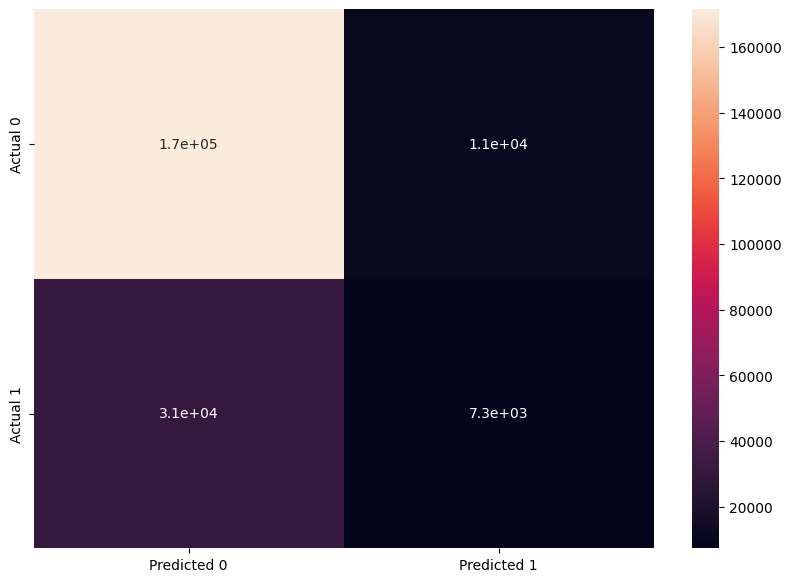 160000
140000
Actual 0
1.7e+05 1.1e+04
120000
100000
80000
60000
Actual 1
3.1e+04 7.3e+03
40000
20000
Predicted 0 Predicted 1